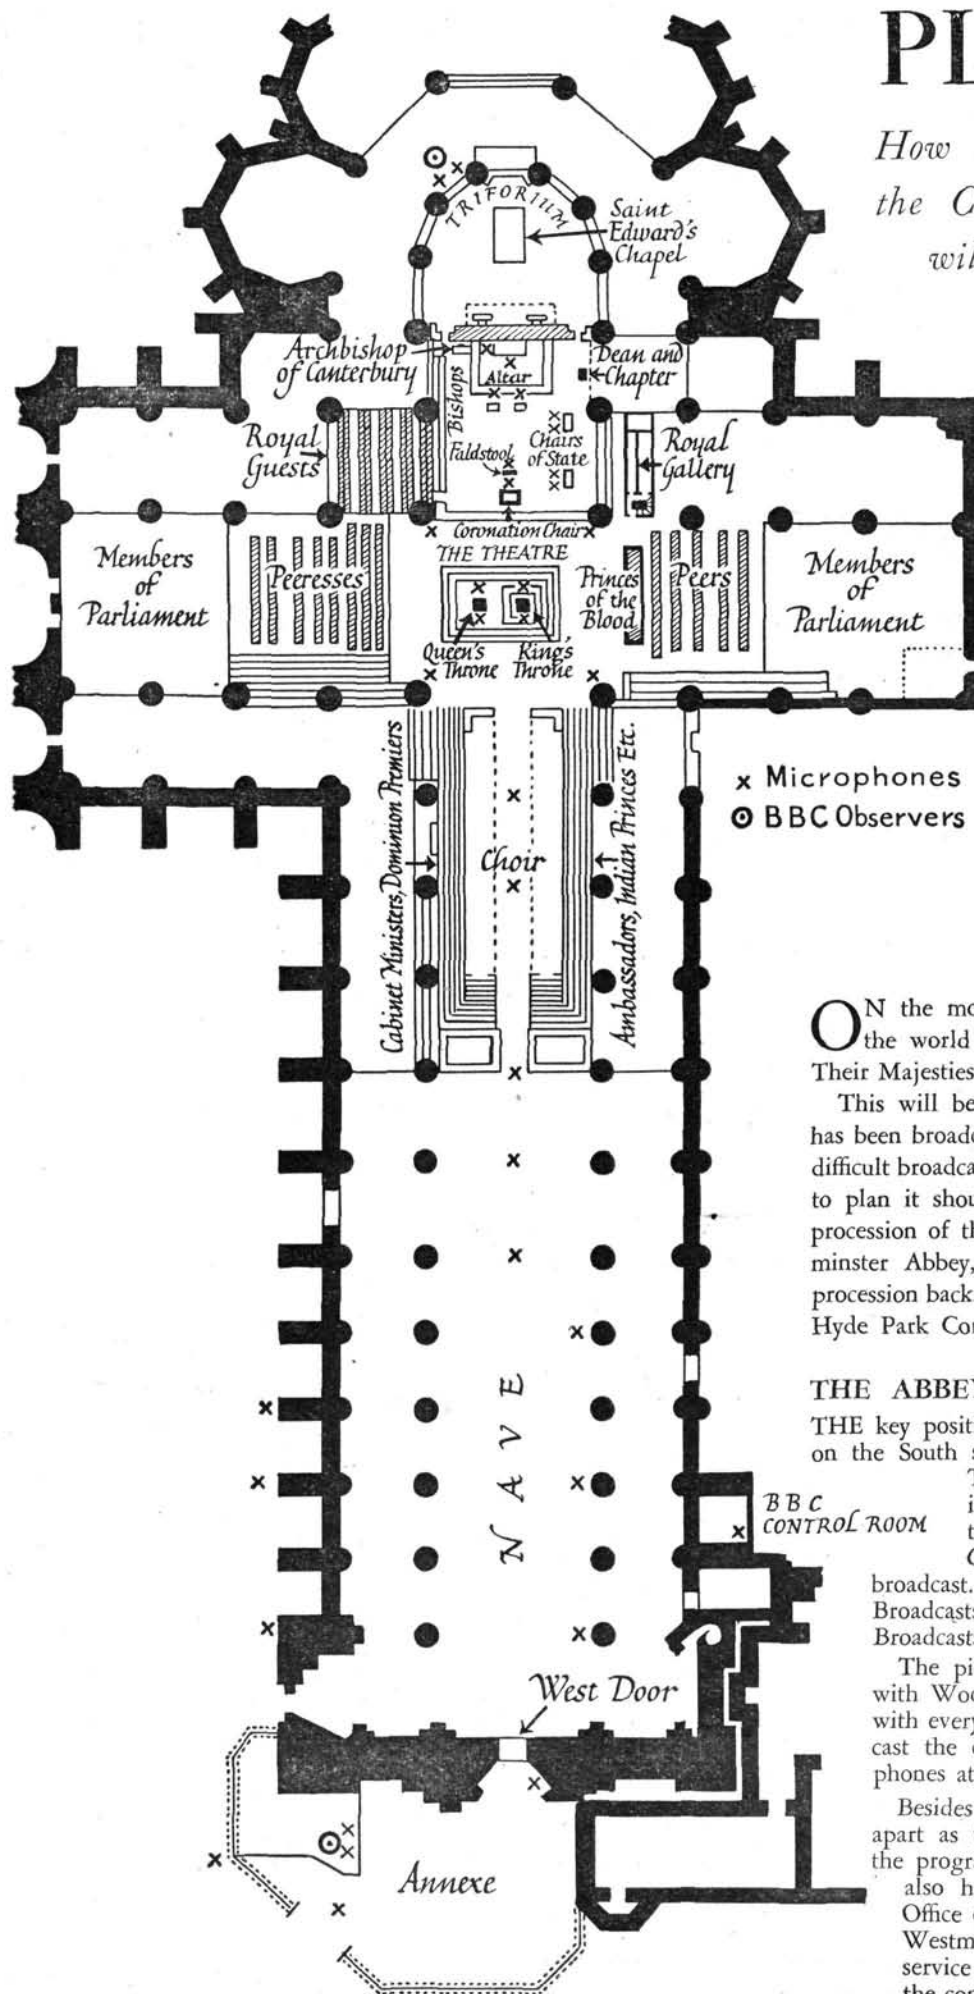 PL
How
the C
wil
TRIFORIUM
Saint
Edward's
Chapel
Archbishop
of Canterbury
Bishops
Altar
Dean and
Chapter
Royal
Guests
Faldstool
Chairs
of State
Royal
Gallery
Coronation Chair
THE THEATRE
Members
of
Parliament
Peeresses
Princes
of the
Blood
Peers
Members
of
Parliament
Queen's
Throne
King's
Throne
Cabinet Ministers, Dominion Premiers
Choir
Ambassadors, Indian Princes Etc.
x Microphones
⊙ BBC Observers
NAVE
BBC
CONTROL ROOM
West Door
Annexe
ON the mo
the world
Their Majesties
This will be
has been broadc
difficult broadca
to plan it shou
procession of th
minster Abbey,
procession back
Hyde Park Cor
THE ABBEY
THE key posit
on the South s
T
i
t
C
broadcast.
Broadcasts
Broadcast
The pi
with Woo
with every
cast the c
phones at
Besides
apart as
the progr
also h
Office
Westm
service
the cos